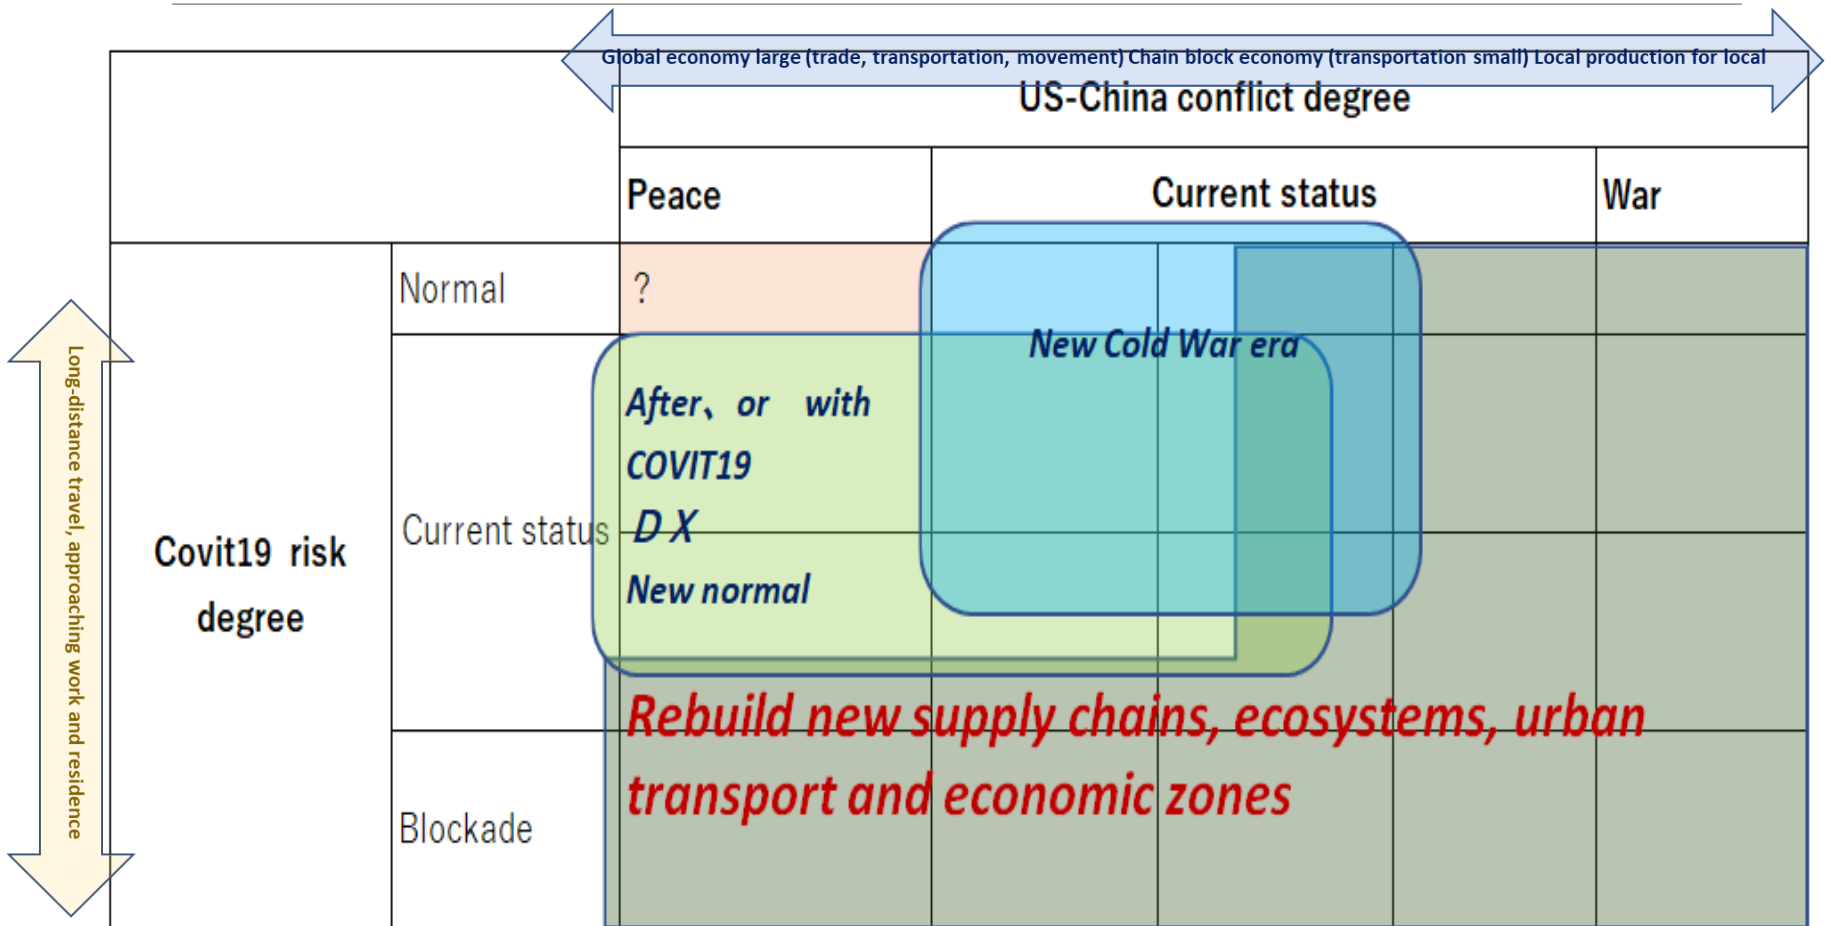 Global economy large (trade, transportation, movement) Chain block economy (transportation small) Local production for local
US-China conflict degree
Peace
Current status
War
Normal
?
New Cold War era
After、or with
COVIT19
Current status
D X
New normal
Covit19 risk
degree
Long-distance travel, approaching work and residence
Rebuild new supply chains, ecosystems, urban
transport and economic zones
Blockade